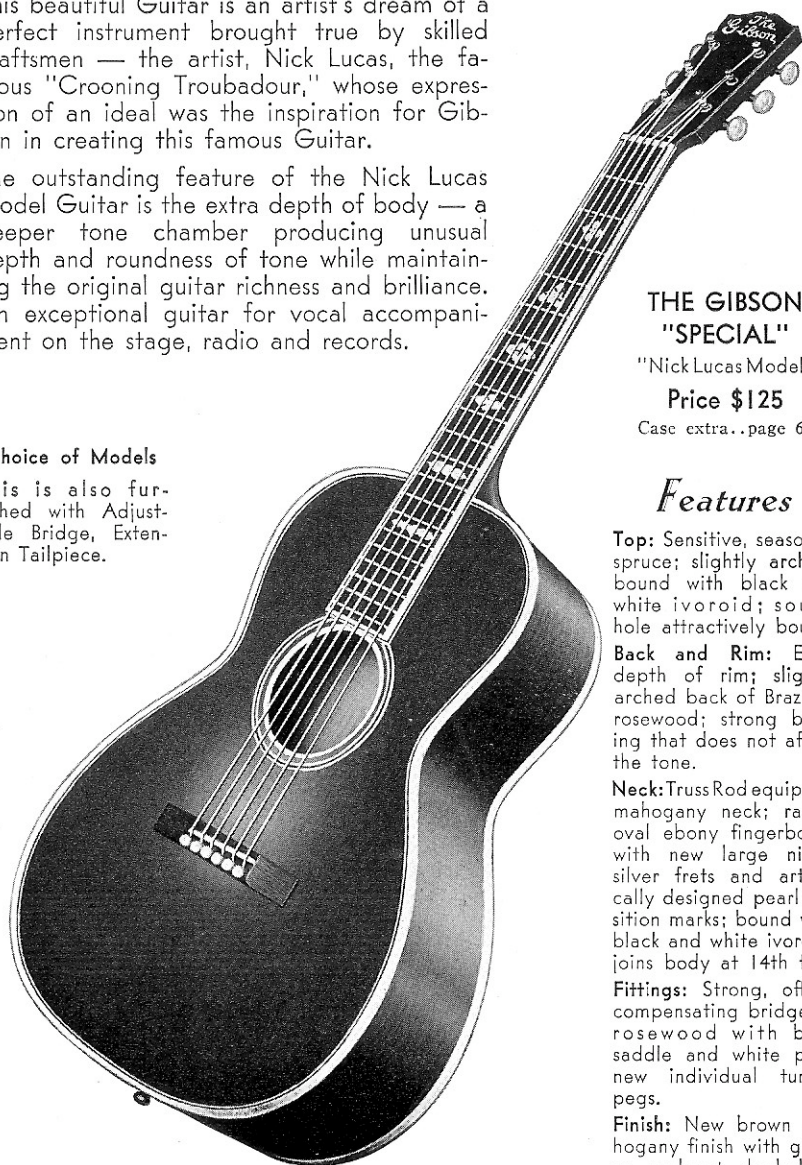 his beautiful Guitar is an artist's dream of a
erfect instrument brought true by skilled
aftsmen — the artist, Nick Lucas, the fa-
ous "Crooning Troubadour," whose expres-
on of an ideal was the inspiration for Gib-
n in creating this famous Guitar.
e outstanding feature of the Nick Lucas
odel Guitar is the extra depth of body — a
eeper tone chamber producing unusual
epth and roundness of tone while maintain-
g the original guitar richness and brilliance.
n exceptional guitar for vocal accompani-
ent on the stage, radio and records.
hoice of Models
is is also fur-
hed with Adjust-
le Bridge, Exten-
n Tailpiece.
The
Gibson
THE GIBSON
"SPECIAL"
"Nick Lucas Model
Price $125
Case extra..page 6
Features
Top: Sensitive, seaso
spruce; slightly arch
bound with black
white ivoroid; sou
hole attractively bou
Back and Rim: E
depth of rim; slig
arched back of Braz
rosewood; strong b
ing that does not af
the tone.
Neck: Truss Rod equip
mahogany neck; ra
oval ebony fingerbo
with new large ni
silver frets and art
cally designed pearl
sition marks; bound
black and white ivor
joins body at 14th
Fittings: Strong, off
compensating bridge
rosewood with b
saddle and white p
new individual tun
pegs.
Finish: New brown
hogany finish with g